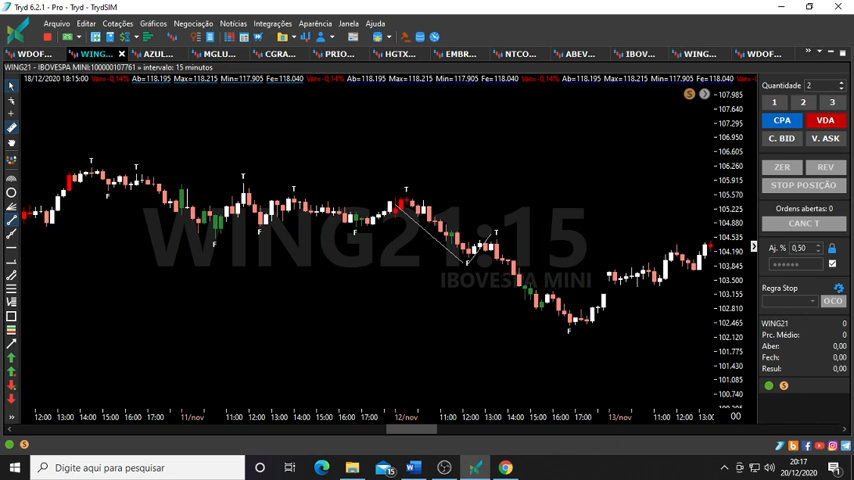 Tryd 6.2.1 - Pro - Tryd - TrydSIM
Ibovespa Arquivo Editar Cotações Gráficos Negociação Notícias Integrações Aparência Janela Ajuda
WDOF... WING... AZUL... MGLU... CGRA... PRIO... HGTX... EMBR... NTCO... ABEV... IBOV... WING... WDOF...
WING21 - IBOVESPA MINI:100000107761 » intervalo: 15 minutos
18/12/2020 18:15:00 Var=-0,14% Ab=118.195 Max=118.215 Min=117.905 Fe=118.040 Var=-0,14% Ab=118.195 Max=118.215 Min=117.905 Fe=118.040 Var=-0,14% Ab=118.195 Max=118.215 Min=117.905 Fe=118.040
Quantidade 2
1 2 3
CPA VDA
C. BID V. ASK
ZER REV
STOP POSIÇÃO
Ordens abertas: 0
CANC T
Aj. % 0,50
******
Regra Stop
OCO
WING21 0
Prc. Médio: 0
Aber: 0,00
Fech: 0,00
Resul: 0,00
107.985
107.640
107.295
106.950
106.605
106.260
105.915
105.570
105.225
104.880
104.535
104.190
103.845
103.500
103.155
102.810
102.465
102.120
101.775
101.430
101.085
100.740
T T T T T T
F F F F F F
WING21:15
IBOVESPA MINI
12:00 13:00 14:00 15:00 16:00 17:00 11/nov 11:00 12:00 13:00 14:00 15:00 16:00 17:00 12/nov 11:00 12:00 13:00 14:00 15:00 16:00 17:00 13/nov 11:00 12:00 13:00
00
Digite aqui para pesquisar
15
20:17
20/12/2020
1